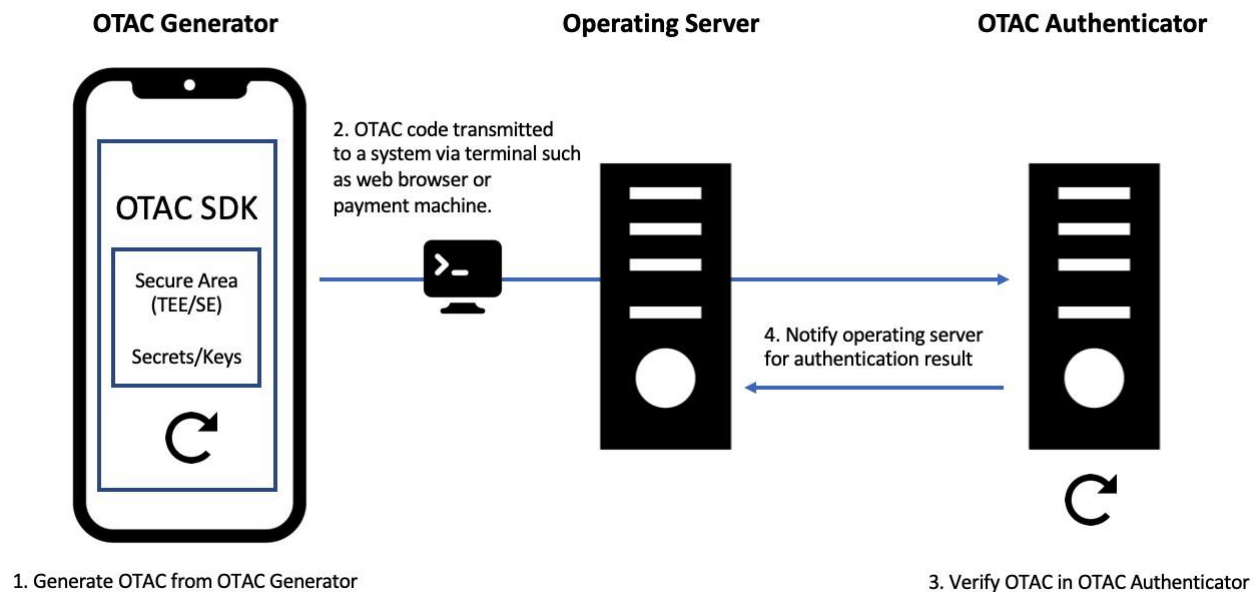 OTAC Generator
Operating Server
OTAC Authenticator
2. OTAC code transmitted
to a system via terminal such
as web browser or
payment machine.
OTAC SDK
Secure Area
(TEE/SE)
Secrets/Keys
>_
4. Notify operating server
for authentication result
1. Generate OTAC from OTAC Generator
3. Verify OTAC in OTAC Authenticator